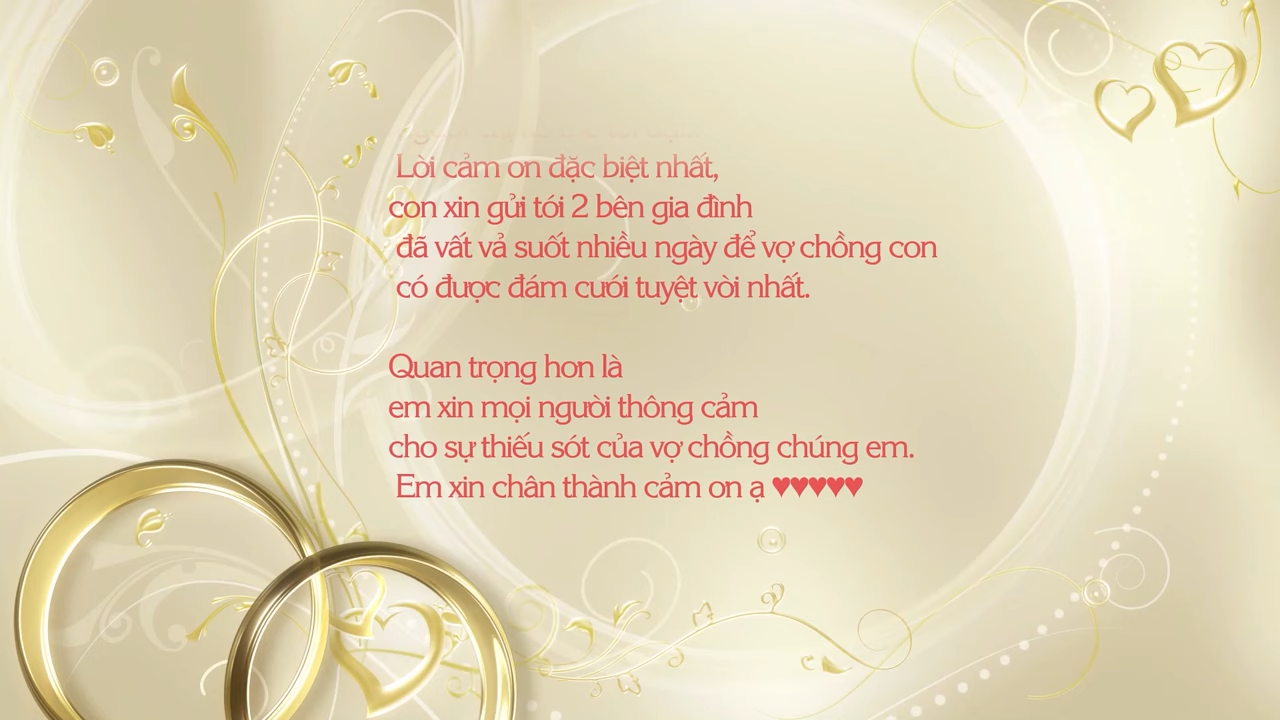 Lời cảm ơn đặc biệt nhất,
con xin gửi tới 2 bên gia đình
đã vất vả suốt nhiều ngày để vợ chồng con
có được đám cưới tuyệt vời nhất.
Quan trọng hơn là
em xin mọi người thông cảm
cho sự thiếu sót của vợ chồng chúng em.
Em xin chân thành cảm ơn ạ ♥♥♥♥♥